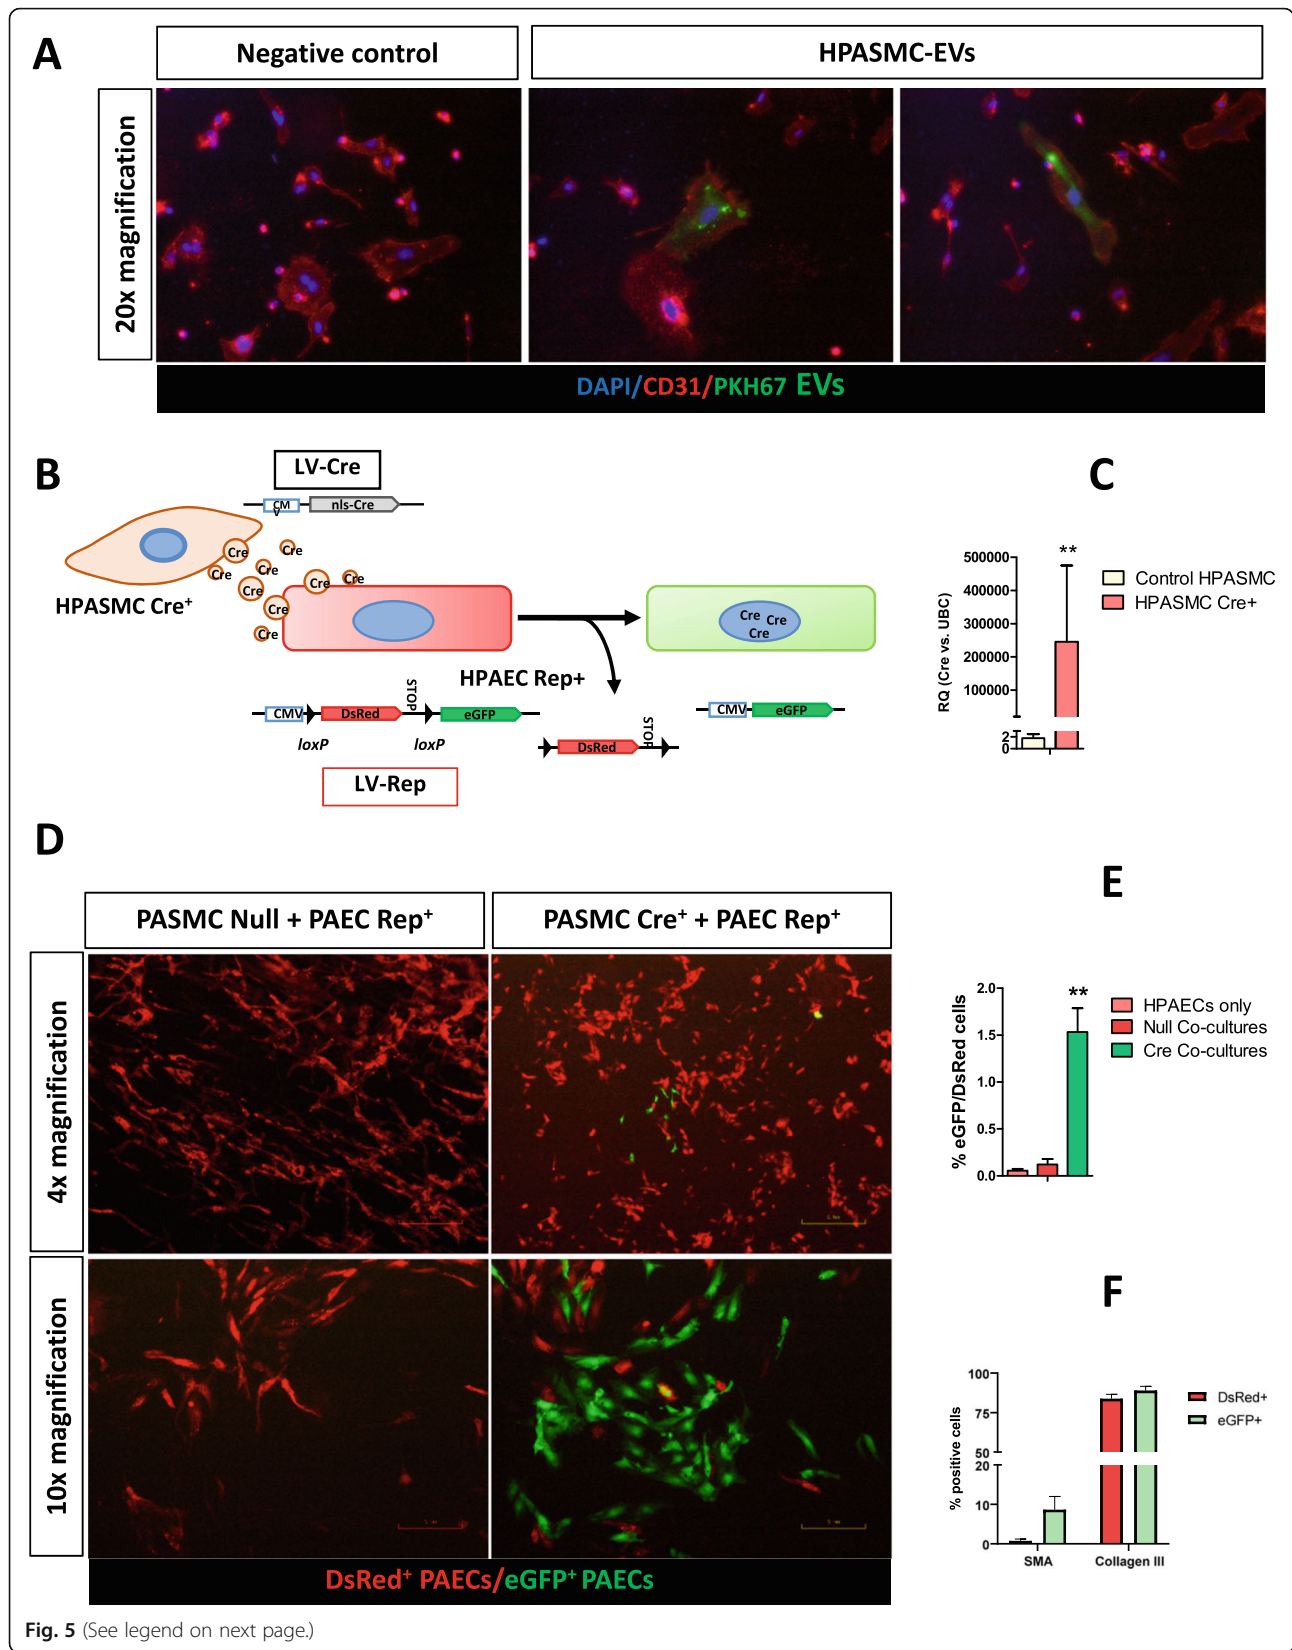 A
Negative control
HPASMC-EVs
20x magnification
DAPI/CD31/PKH67 EVs
B
LV-Cre
CMV
nls-Cre
Cre
Cre
Cre
Cre
Cre
Cre
Cre
Cre
Cre
HPASMC Cre+
Cre
Cre
Cre
HPAEC Rep+
CMV
DsRed
STOP
eGFP
loxP
loxP
DsRed
STOP
CMV
eGFP
LV-Rep
C
RQ (Cre vs. UBC)
500000
400000
300000
200000
100000
2
0
**
Control HPASMC
HPASMC Cre+
D
PASMC Null + PAEC Rep+
PASMC Cre+ + PAEC Rep+
4x magnification
10x magnification
DsRed+ PAECs/eGFP+ PAECs
E
% eGFP/DsRed cells
2.0
1.5
1.0
0.5
0.0
**
HPAECs only
Null Co-cultures
Cre Co-cultures
F
% positive cells
100
75
50
20
10
0
SMA
Collagen III
DsRed+
eGFP+
Fig. 5 (See legend on next page.)